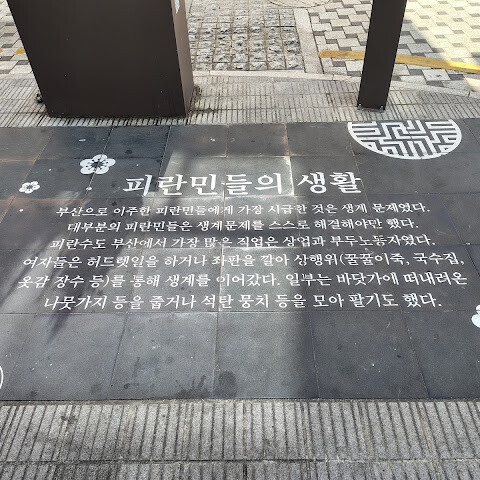 피란민들의 생활
부산으로 이주한 피란민들에게 가장 시급한 것은 생계 문제였다.
대부분의 피란민들은 생계문제를 스스로 해결해야만 했다.
피란수도 부산에서 가장 많은 직업은 상업과 부두노동자였다.
여자들은 허드렛일을 하거나 좌판을 깔아 상행위(꿀꿀이죽, 국수집,
옷감 장수 등)를 통해 생계를 이어갔다. 일부는 바닷가에 떠내려온
나뭇가지 등을 줍거나 석탄 뭉치 등을 모아 팔기도 했다.